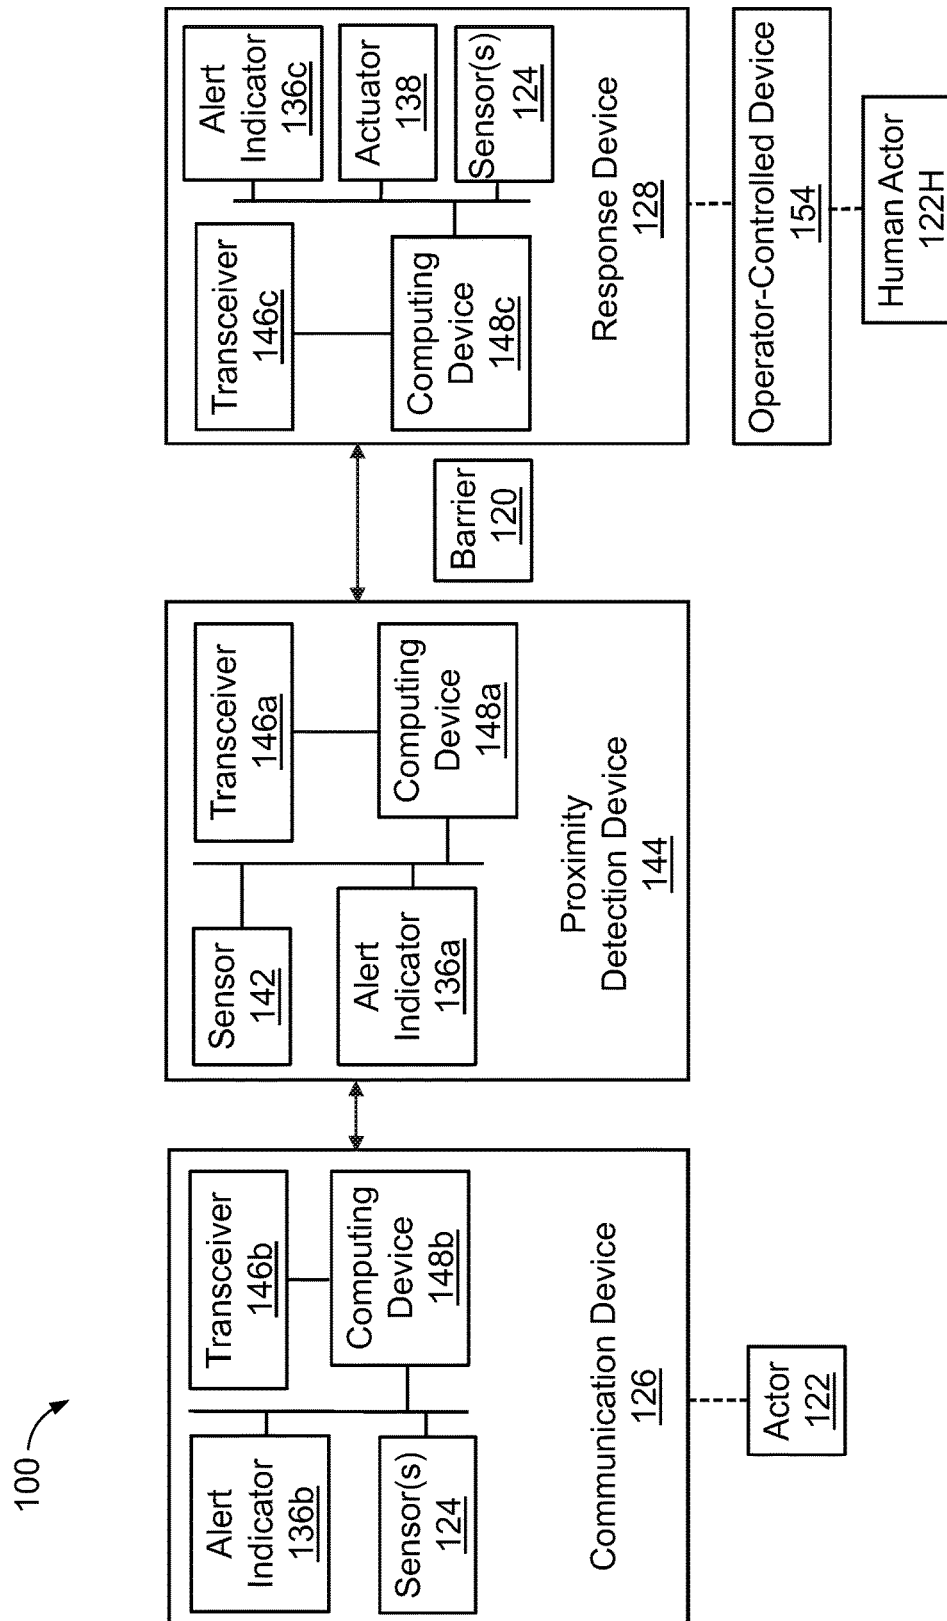 100
Alert
Indicator
136b
Transceiver
146b
Sensor(s)
124
Computing
Device
148b
Communication Device
126
Actor
122
Sensor
142
Transceiver
146a
Alert
Indicator
136a
Computing
Device
148a
Proximity
Detection Device
144
Barrier
120
Transceiver
146c
Alert
Indicator
136c
Actuator
138
Computing
Device
148c
Sensor(s)
124
Response Device
128
Operator-Controlled Device
154
Human Actor
122H